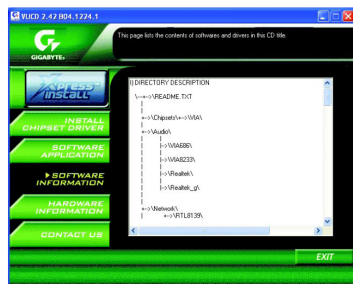 VUCD 2.42 B04.1224.1
GIGABYTE
This page lists the contents of softwares and drivers in this CD title.
Xpress Install
INSTALL CHIPSET DRIVER
SOFTWARE APPLICATION
SOFTWARE INFORMATION
HARDWARE INFORMATION
CONTACT US
I) DIRECTORY DESCRIPTION
\--+->\README.TXT
|
+->\Chipsets\+->VIA\
|
+->\Audio\
| |->VIA686\
| |
| |->VIA8233\
| |
| |->Realtek\
| |
| |->Realtek_g\
|
+->\Network\
| +->RTL8139\
EXIT